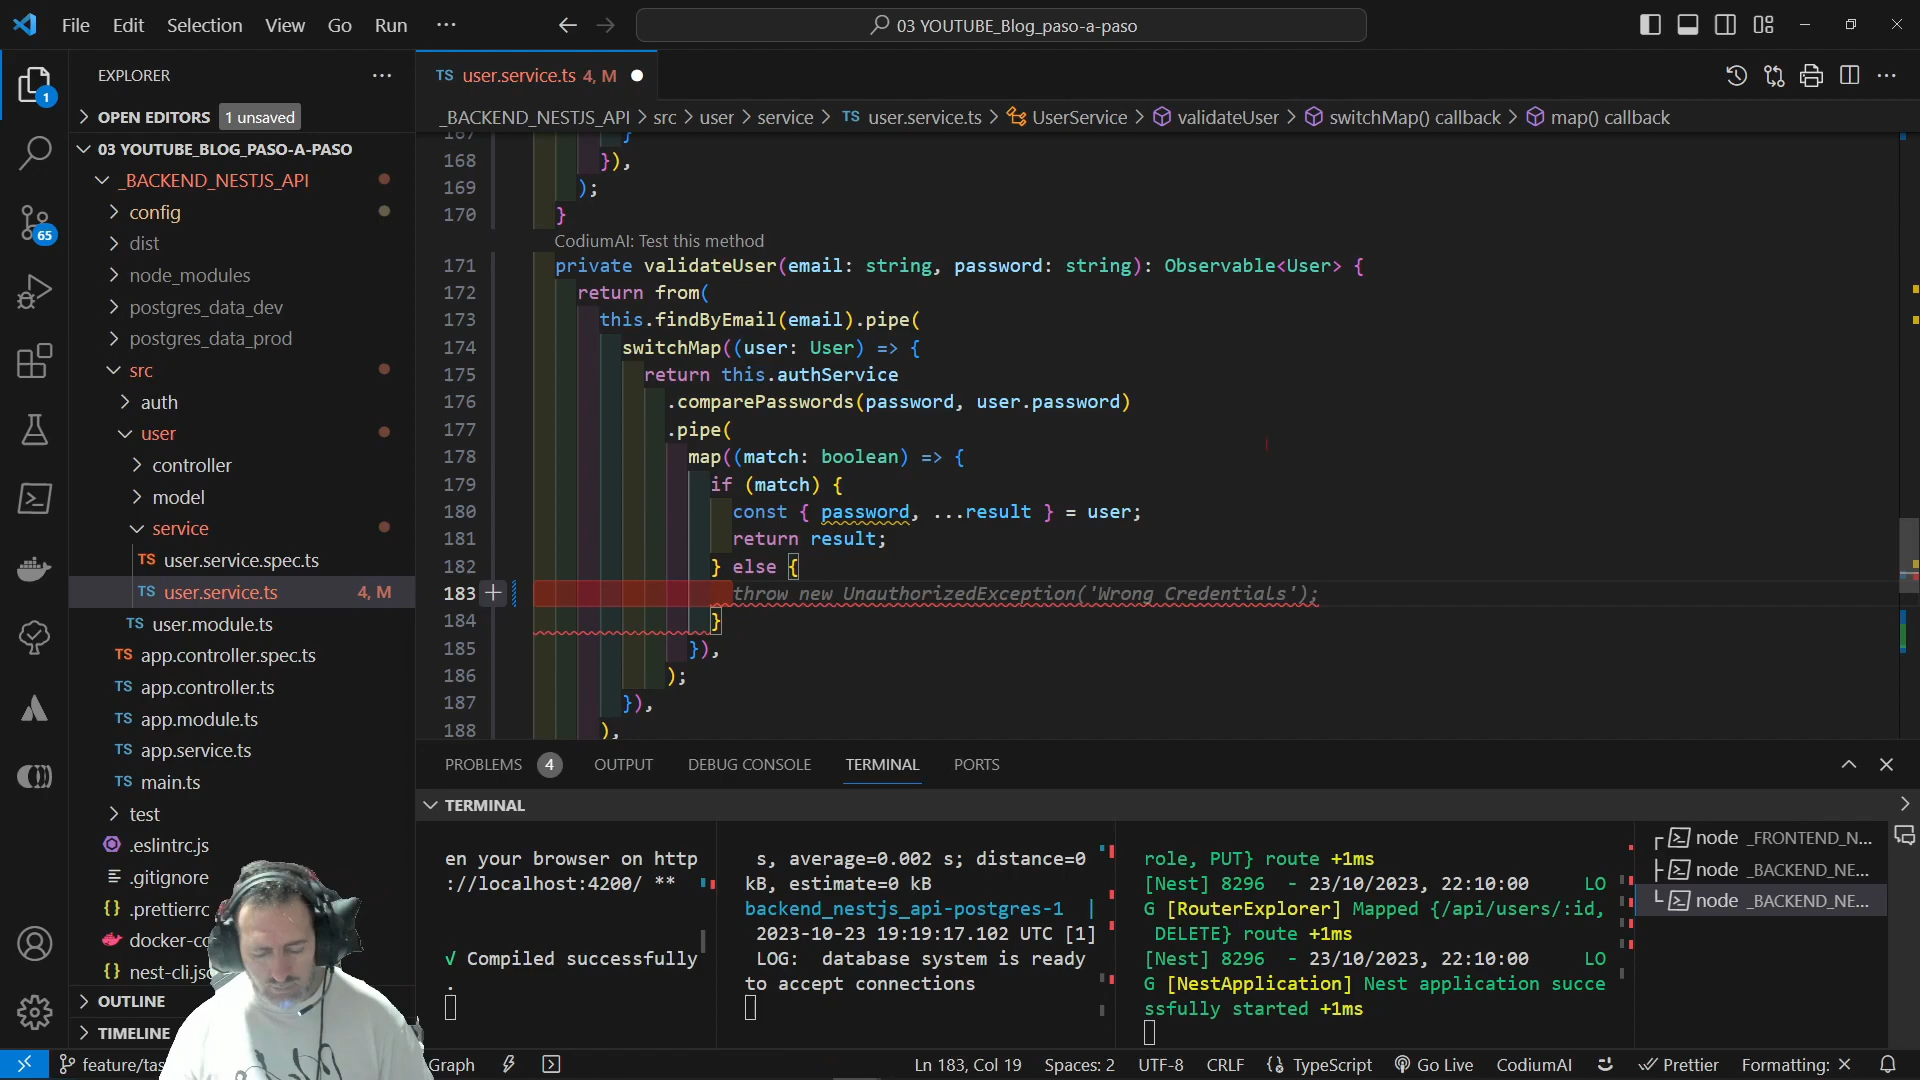 File Edit Selection View Go Run ···
03 YOUTUBE_Blog_paso-a-paso
EXPLORER
TS user.service.ts 4, M
OPEN EDITORS 1 unsaved
_BACKEND_NESTJS_API > src > user > service > TS user.service.ts > UserService > validateUser > switchMap() callback > map() callback
03 YOUTUBE_BLOG_PASO-A-PASO
_BACKEND_NESTJS_API
config
dist
node_modules
postgres_data_dev
postgres_data_prod
src
auth
user
controller
model
service
TS user.service.spec.ts
TS user.service.ts 4, M
TS user.module.ts
TS app.controller.spec.ts
TS app.controller.ts
TS app.module.ts
TS app.service.ts
TS main.ts
test
.eslintrc.js
.gitignore
{} .prettierrc
docker-co
{} nest-cli.js
OUTLINE
TIMELINE
1
65
167 }
168 }),
169 );
170 }
CodiumAI: Test this method
171 private validateUser(email: string, password: string): Observable<User> {
172 return from(
173 this.findByEmail(email).pipe(
174 switchMap((user: User) => {
175 return this.authService
176 .comparePasswords(password, user.password)
177 .pipe(
178 map((match: boolean) => {
179 if (match) {
180 const { password, ...result } = user;
181 return result;
182 } else {
183 throw new UnauthorizedException('Wrong Credentials');
184 }
185 }),
186 );
187 }),
188 ),
PROBLEMS 4 OUTPUT DEBUG CONSOLE TERMINAL PORTS
TERMINAL
en your browser on http
://localhost:4200/ **
√ Compiled successfully
.
s, average=0.002 s; distance=0
kB, estimate=0 kB
backend_nestjs_api-postgres-1 |
2023-10-23 19:19:17.102 UTC [1]
LOG: database system is ready
to accept connections
role, PUT} route +1ms
[Nest] 8296 - 23/10/2023, 22:10:00 LO
G [RouterExplorer] Mapped {/api/users/:id,
DELETE} route +1ms
[Nest] 8296 - 23/10/2023, 22:10:00 LO
G [NestApplication] Nest application succe
ssfully started +1ms
node _FRONTEND_N...
node _BACKEND_NE...
node _BACKEND_NE...
feature/tas Graph Ln 183, Col 19 Spaces: 2 UTF-8 CRLF TypeScript Go Live CodiumAI Prettier Formatting: ×